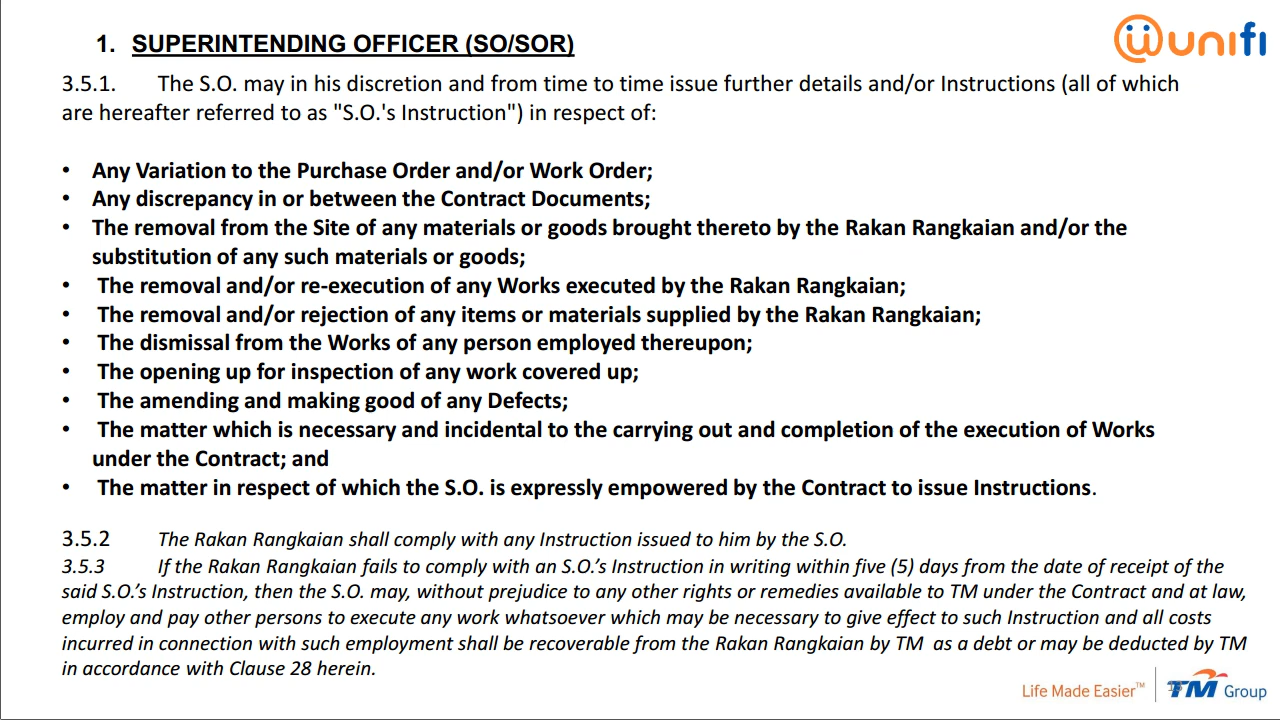 1. SUPERINTENDING OFFICER (SO/SOR)
unifi
3.5.1. The S.O. may in his discretion and from time to time issue further details and/or Instructions (all of which
are hereafter referred to as "S.O.'s Instruction") in respect of:
• Any Variation to the Purchase Order and/or Work Order;
• Any discrepancy in or between the Contract Documents;
• The removal from the Site of any materials or goods brought thereto by the Rakan Rangkaian and/or the
substitution of any such materials or goods;
• The removal and/or re-execution of any Works executed by the Rakan Rangkaian;
• The removal and/or rejection of any items or materials supplied by the Rakan Rangkaian;
• The dismissal from the Works of any person employed thereupon;
• The opening up for inspection of any work covered up;
• The amending and making good of any Defects;
• The matter which is necessary and incidental to the carrying out and completion of the execution of Works
under the Contract; and
• The matter in respect of which the S.O. is expressly empowered by the Contract to issue Instructions.
3.5.2 The Rakan Rangkaian shall comply with any Instruction issued to him by the S.O.
3.5.3 If the Rakan Rangkaian fails to comply with an S.O.’s Instruction in writing within five (5) days from the date of receipt of the
said S.O.’s Instruction, then the S.O. may, without prejudice to any other rights or remedies available to TM under the Contract and at law,
employ and pay other persons to execute any work whatsoever which may be necessary to give effect to such Instruction and all costs
incurred in connection with such employment shall be recoverable from the Rakan Rangkaian by TM as a debt or may be deducted by TM
in accordance with Clause 28 herein.
Life Made Easier™ TM Group